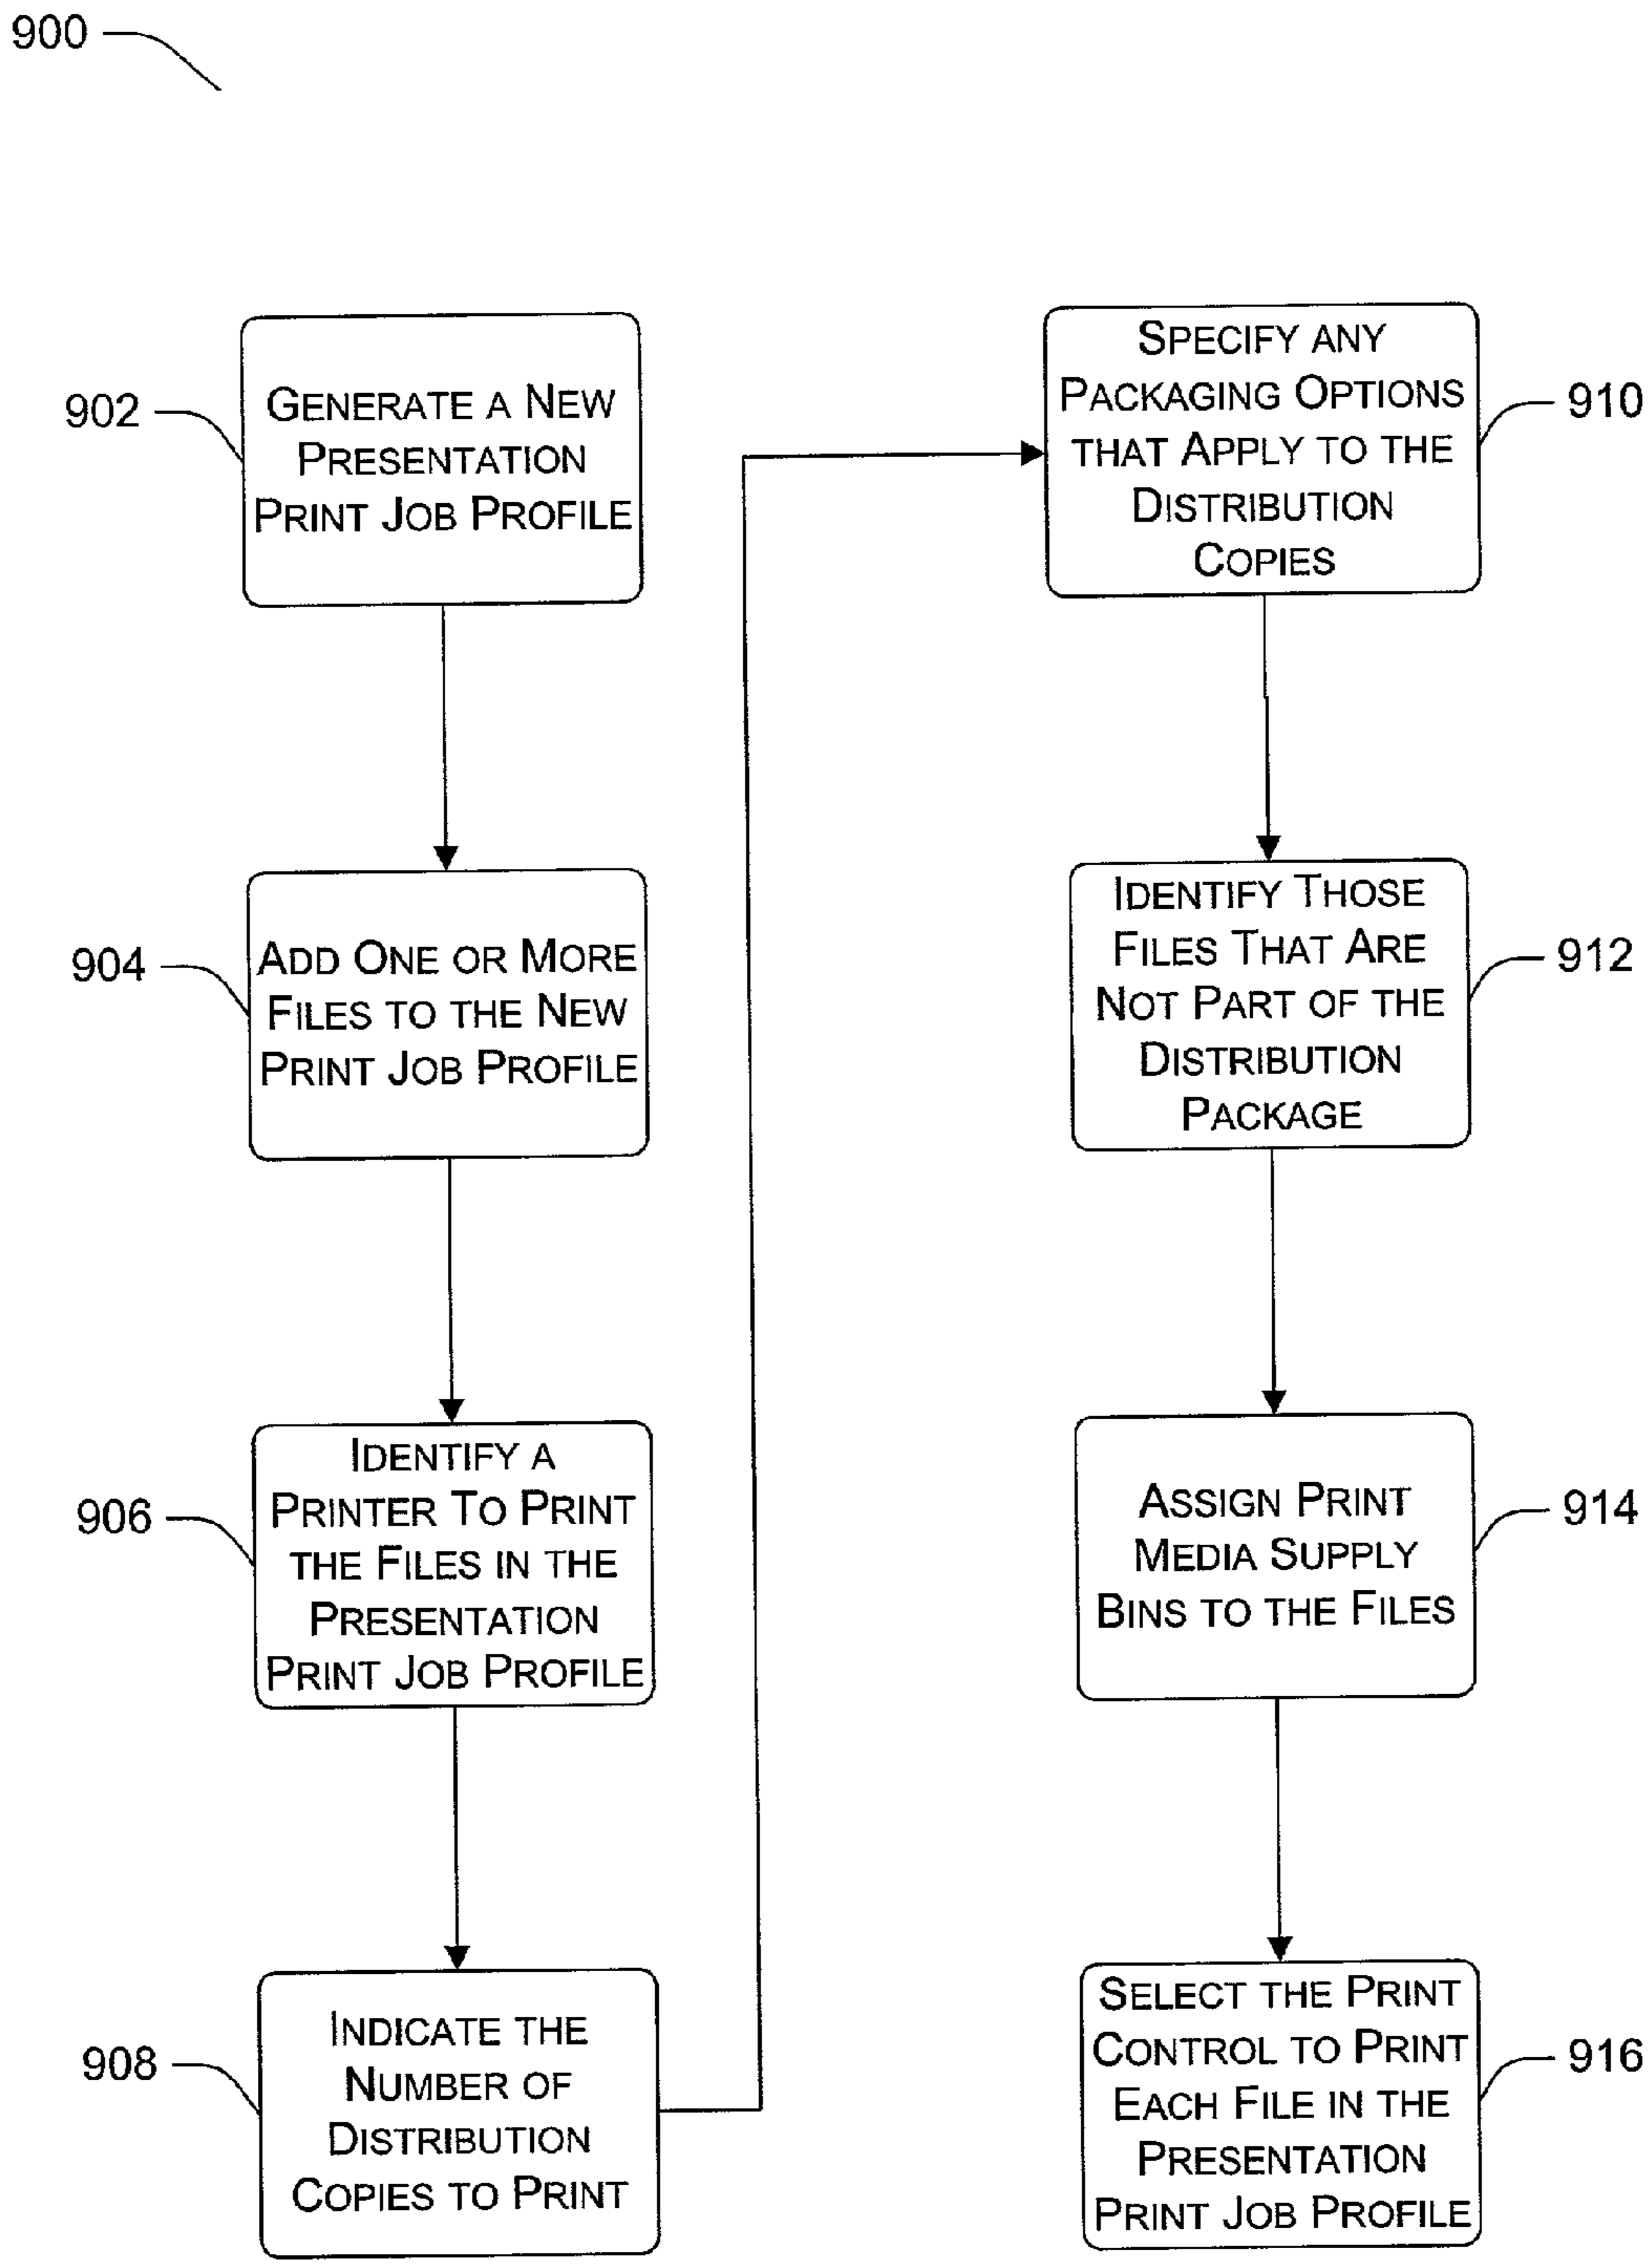 900
902
GENERATE A NEW
PRESENTATION
PRINT JOB PROFILE
904
ADD ONE OR MORE
FILES TO THE NEW
PRINT JOB PROFILE
906
IDENTIFY A
PRINTER TO PRINT
THE FILES IN THE
PRESENTATION
PRINT JOB PROFILE
908
INDICATE THE
NUMBER OF
DISTRIBUTION
COPIES TO PRINT
SPECIFY ANY
PACKAGING OPTIONS
THAT APPLY TO THE
DISTRIBUTION
COPIES
910
IDENTIFY THOSE
FILES THAT ARE
NOT PART OF THE
DISTRIBUTION
PACKAGE
912
ASSIGN PRINT
MEDIA SUPPLY
BINS TO THE FILES
914
SELECT THE PRINT
CONTROL TO PRINT
EACH FILE IN THE
PRESENTATION
PRINT JOB PROFILE
916